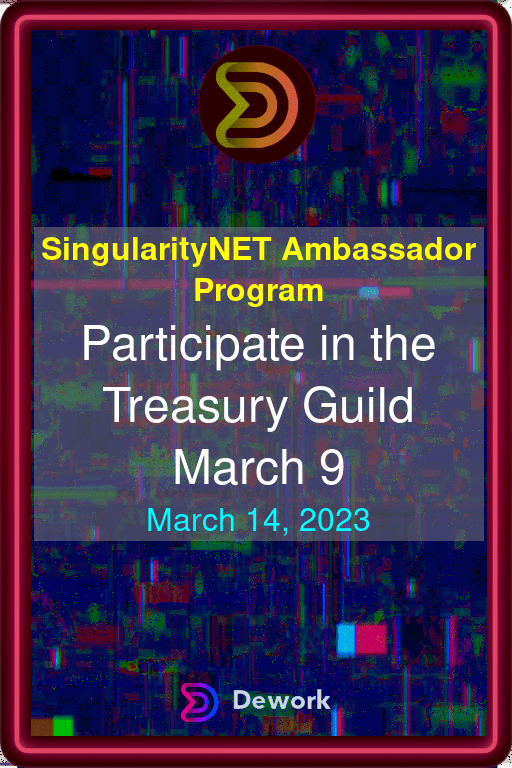 SingularityNET Ambassador
Program
Participate in the
Treasury Guild
March 9
March 14, 2023
Dework